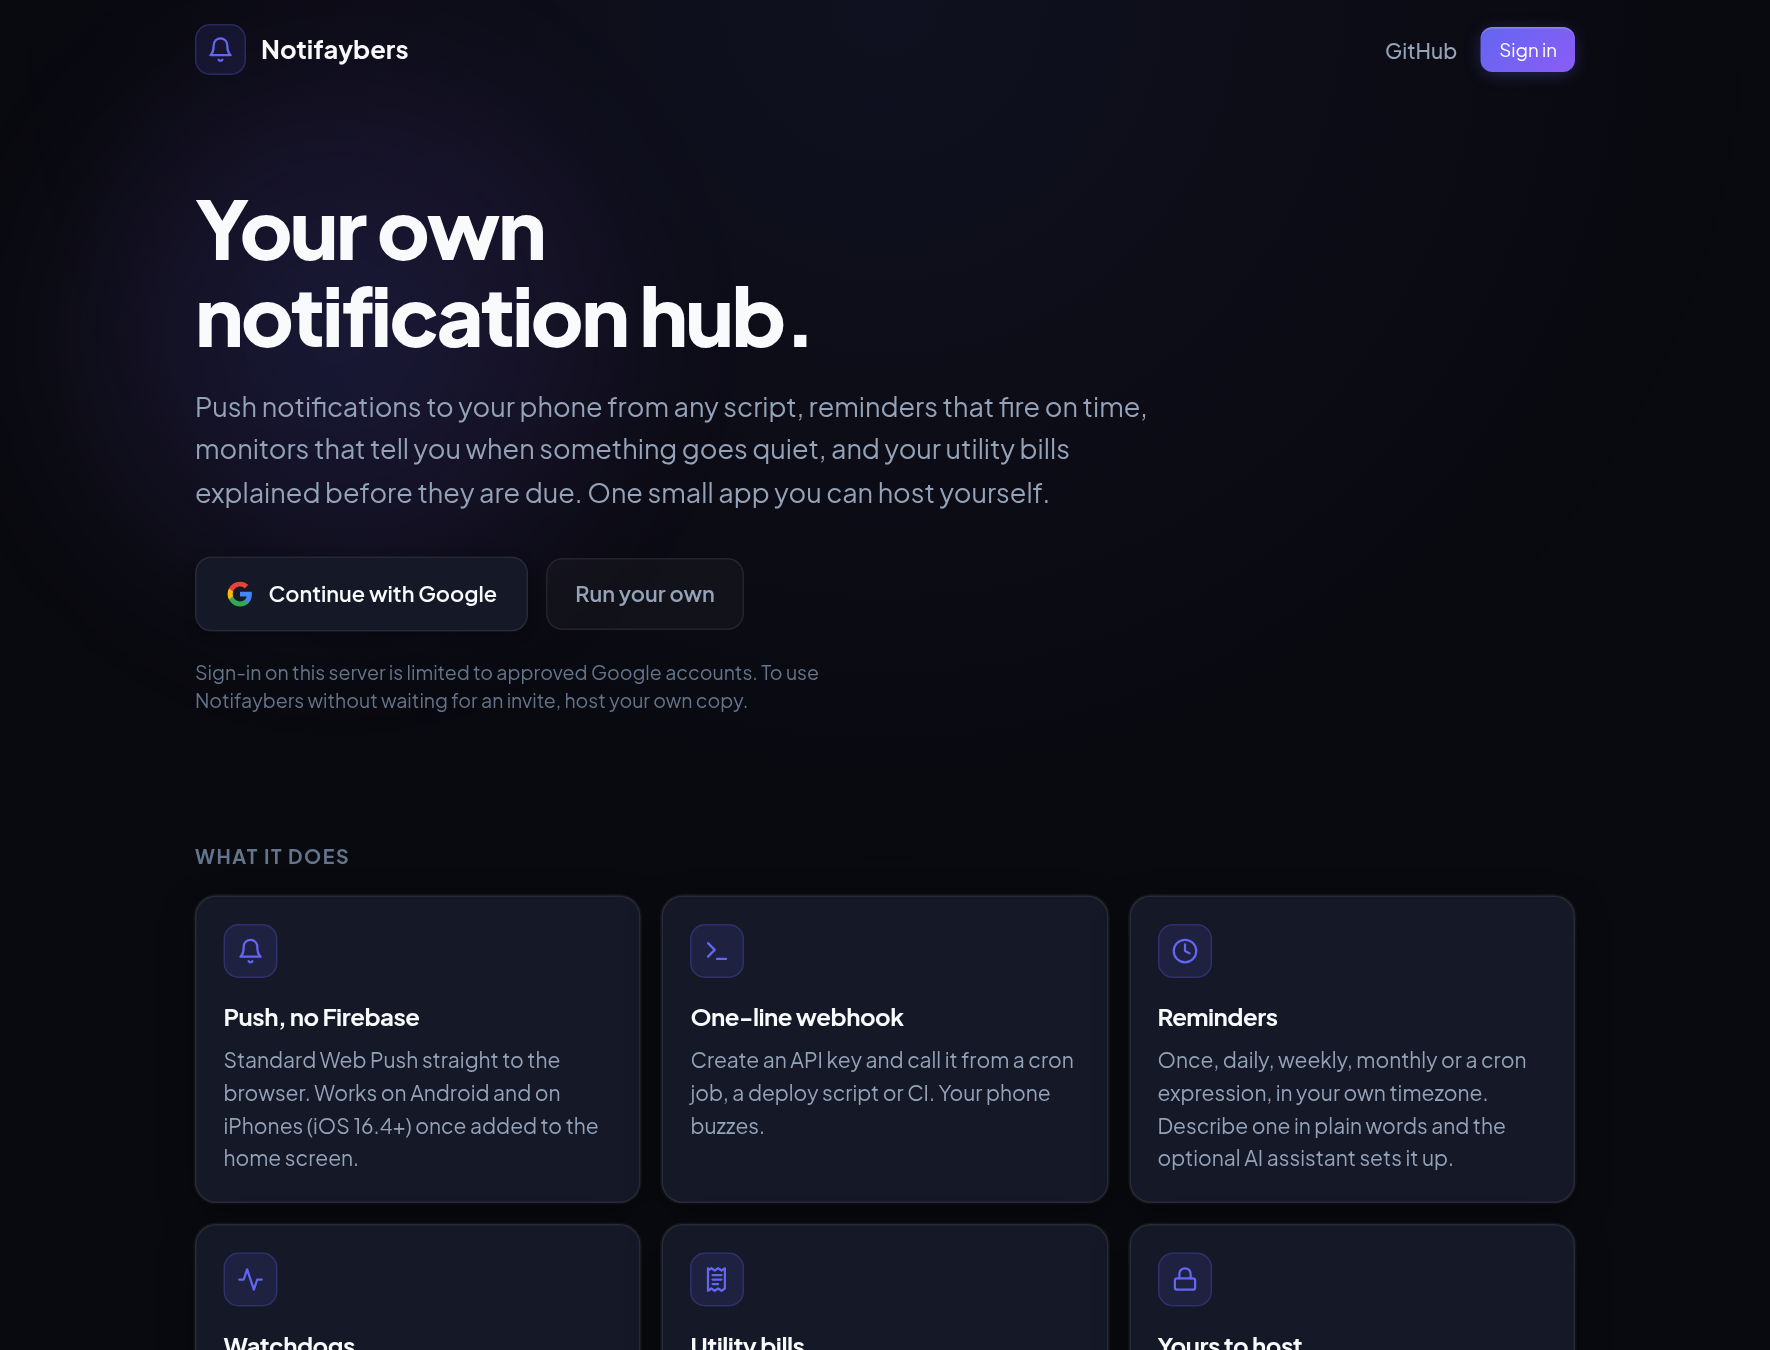 Notifaybers
GitHub
Sign in
Your own
notification hub.
Push notifications to your phone from any script, reminders that fire on time,
monitors that tell you when something goes quiet, and your utility bills
explained before they are due. One small app you can host yourself.
Continue with Google
Run your own
Sign-in on this server is limited to approved Google accounts. To use
Notifaybers without waiting for an invite, host your own copy.
WHAT IT DOES
Push, no Firebase
Standard Web Push straight to the
browser. Works on Android and on
iPhones (iOS 16.4+) once added to the
home screen.
One-line webhook
Create an API key and call it from a cron
job, a deploy script or CI. Your phone
buzzes.
Reminders
Once, daily, weekly, monthly or a cron
expression, in your own timezone.
Describe one in plain words and the
optional AI assistant sets it up.
Watchdogs
Utility bills
Yours to host